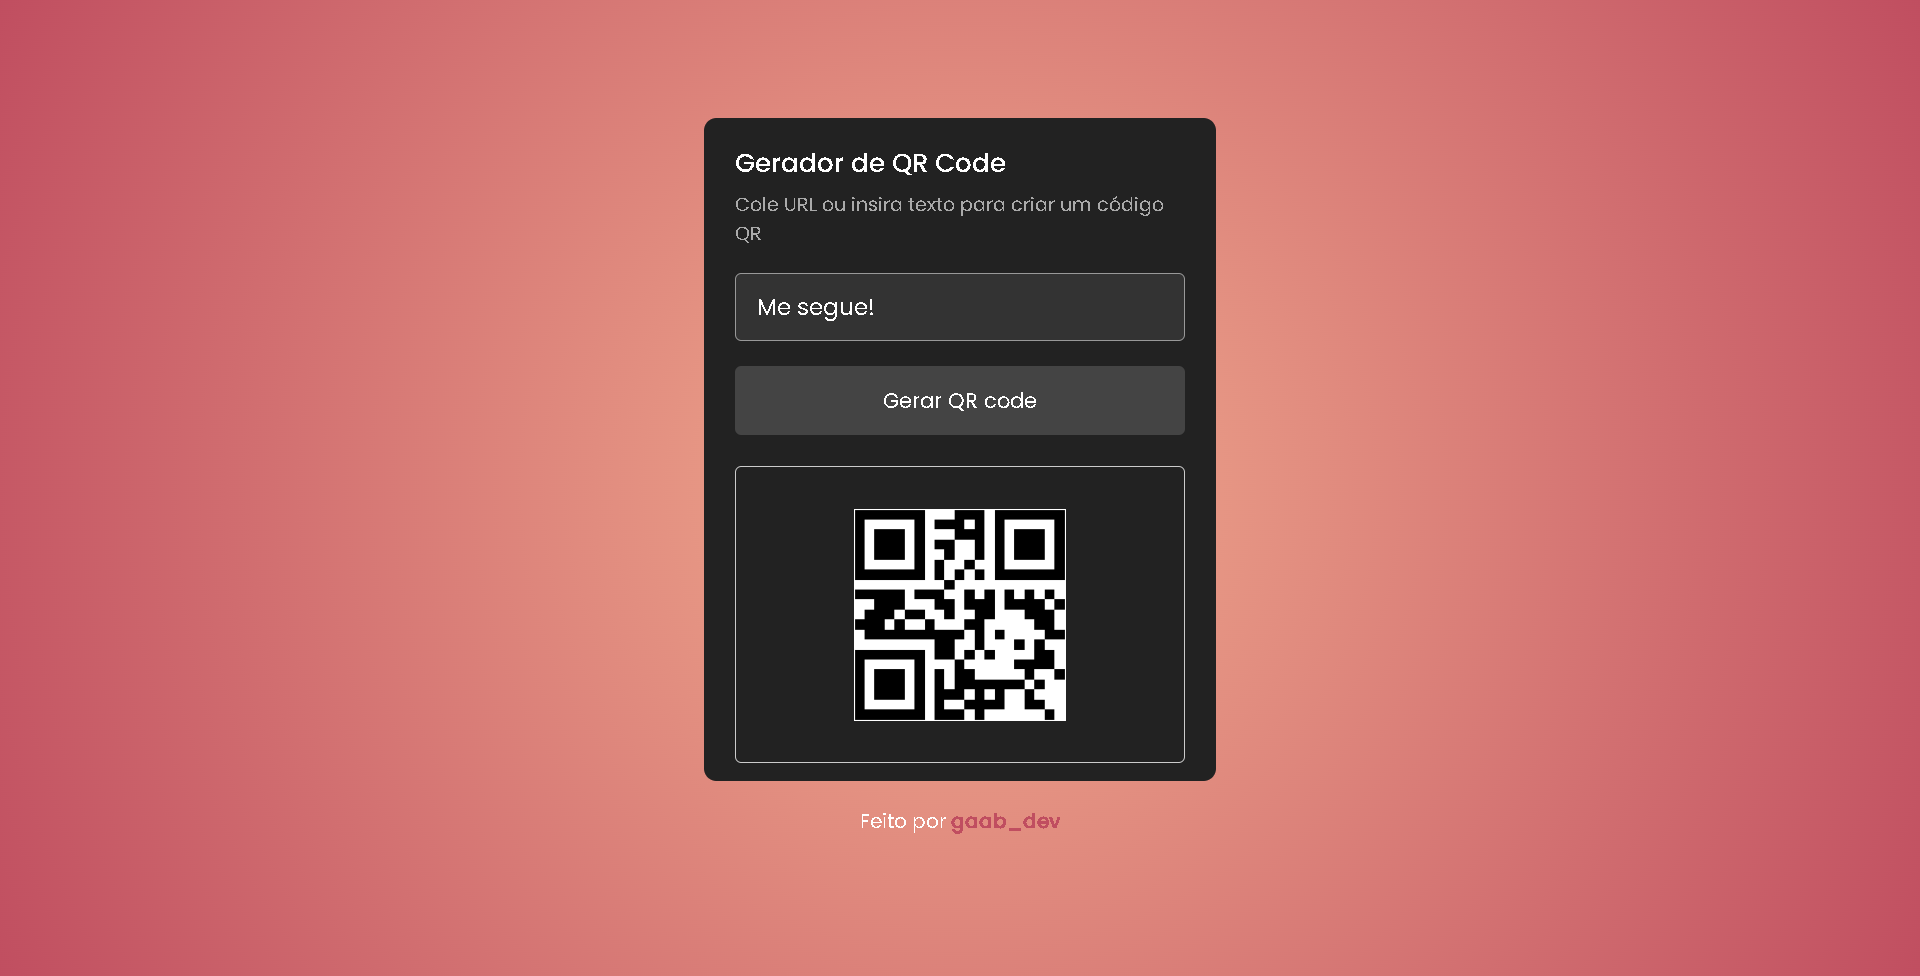 Gerador de QR Code
Cole URL ou insira texto para criar um código
QR
Me segue!
Gerar QR code
Feito por gaab_dev